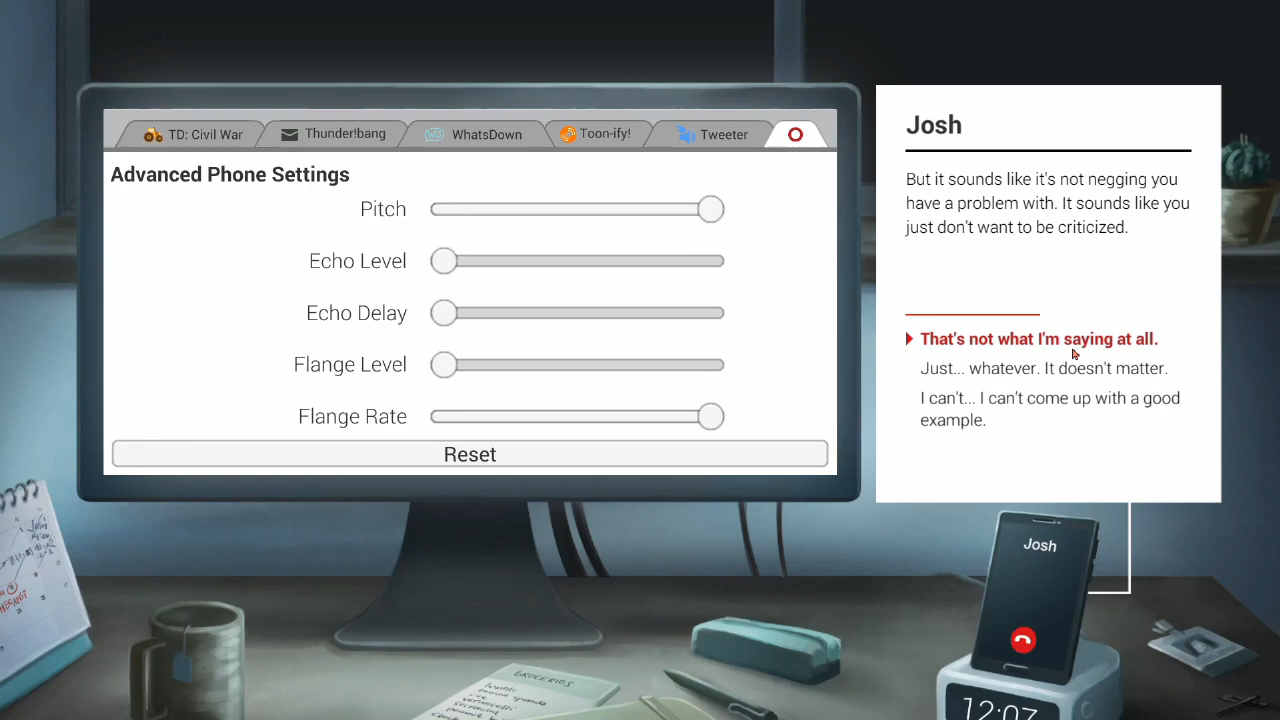 TD: Civil War
Thunder!bang
WhatsDown
Toon-ify!
Tweeter
Advanced Phone Settings
Pitch
Echo Level
Echo Delay
Flange Level
Flange Rate
Reset
Josh
But it sounds like it's not negging you
have a problem with. It sounds like you
just don't want to be criticized.
That's not what I'm saying at all.
Just... whatever. It doesn't matter.
I can't... I can't come up with a good
example.
Josh
GROCERIES
12:07